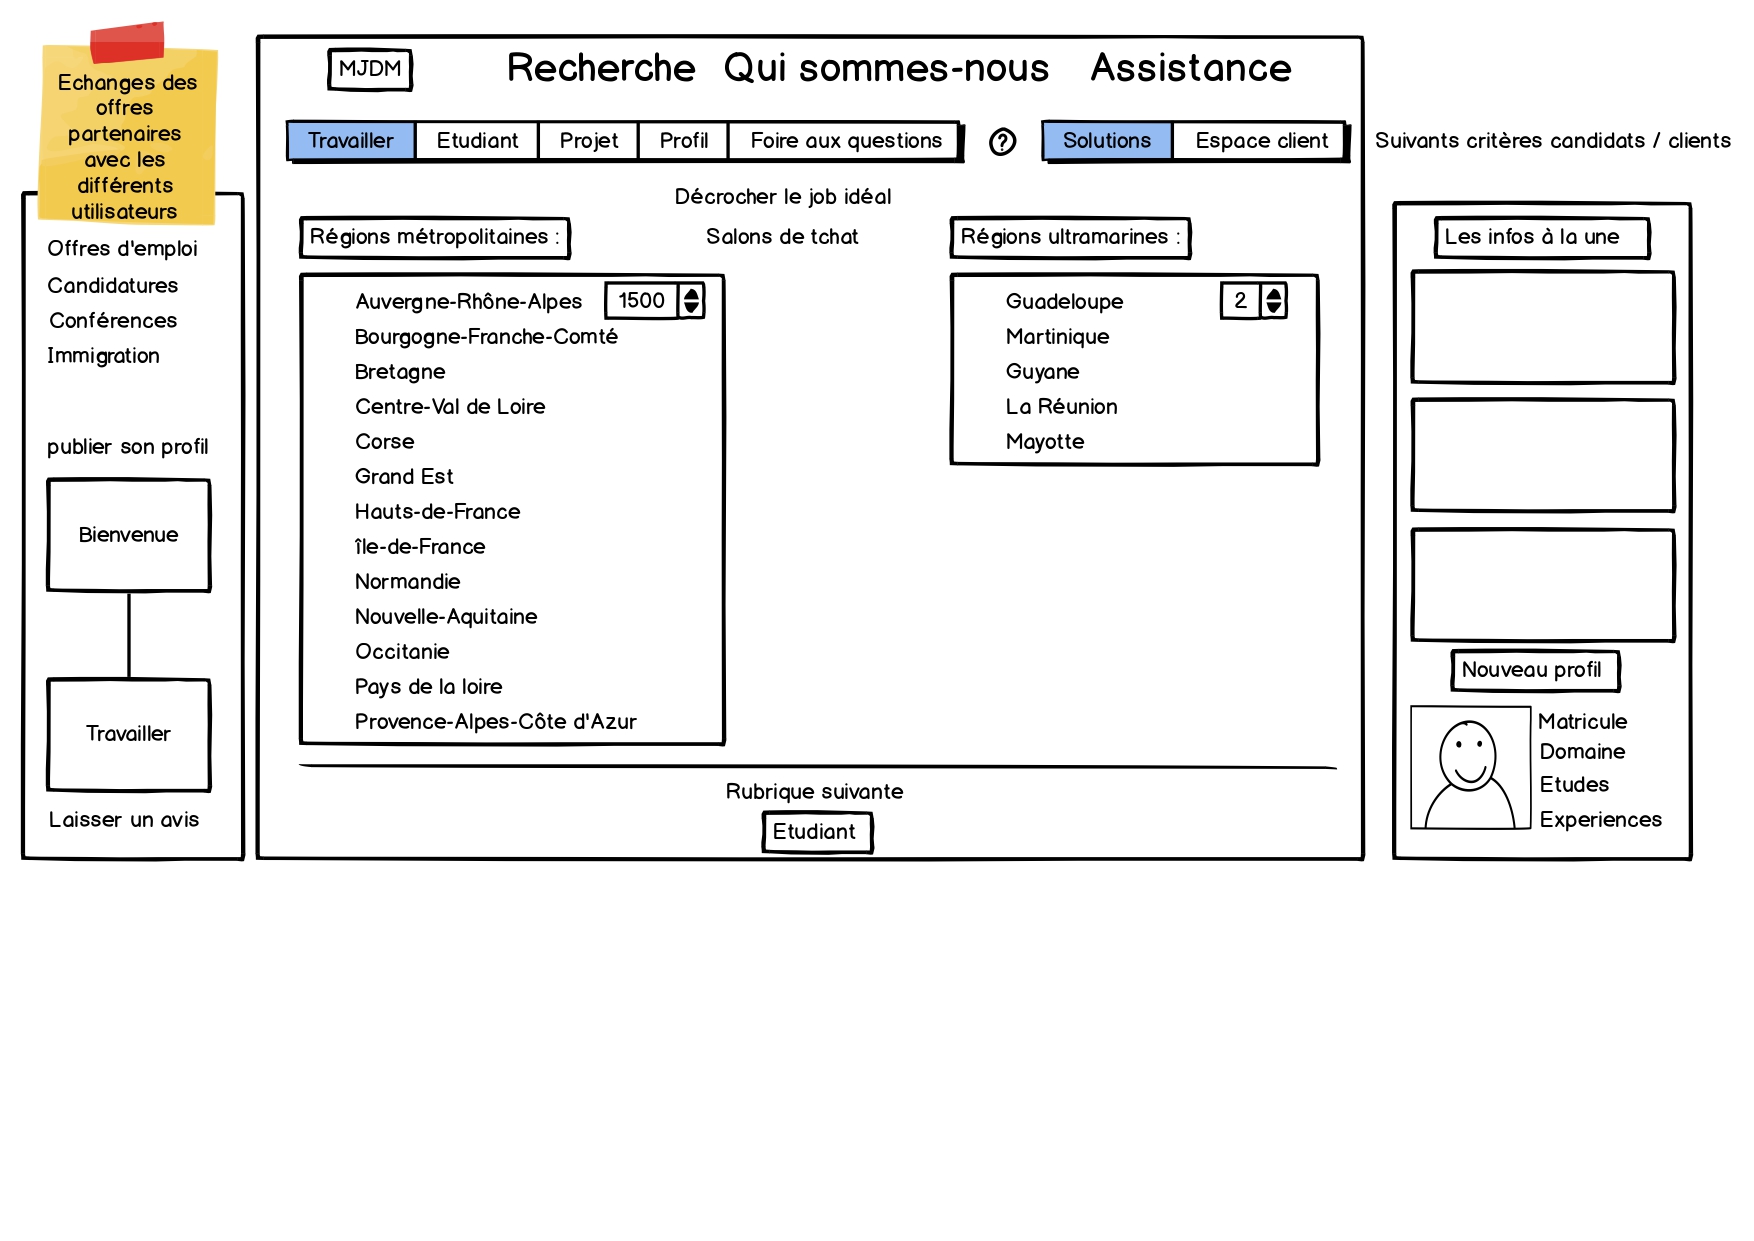 Echanges des
offres
partenaires
avec les
différents
utilisateurs
Offres d'emploi
Candidatures
Conférences
Immigration
publier son profil
Bienvenue
Travailler
Laisser un avis
MJDM
Recherche Qui sommes-nous Assistance
Travailler Etudiant Projet Profil Foire aux questions ? Solutions Espace client
Suivants critères candidats / clients
Décrocher le job idéal
Salons de tchat
Régions métropolitaines :
Auvergne-Rhône-Alpes 1500
Bourgogne-Franche-Comté
Bretagne
Centre-Val de Loire
Corse
Grand Est
Hauts-de-France
île-de-France
Normandie
Nouvelle-Aquitaine
Occitanie
Pays de la loire
Provence-Alpes-Côte d'Azur
Régions ultramarines :
Guadeloupe 2
Martinique
Guyane
La Réunion
Mayotte
Rubrique suivante
Etudiant
Les infos à la une
Nouveau profil
Matricule
Domaine
Etudes
Experiences